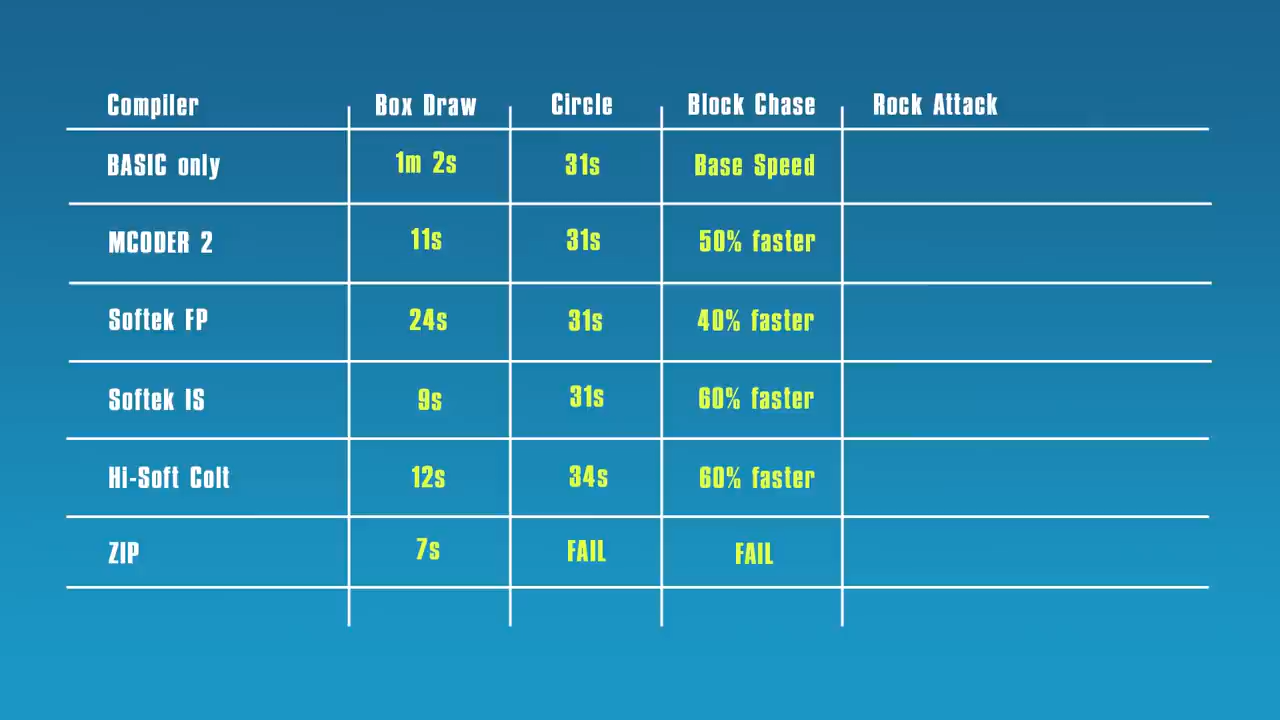 Compiler Box Draw Circle Block Chase Rock Attack
BASIC only 1m 2s 31s Base Speed
MCODER 2 11s 31s 50% faster
Softek FP 24s 31s 40% faster
Softek IS 9s 31s 60% faster
Hi-Soft Colt 12s 34s 60% faster
ZIP 7s FAIL FAIL